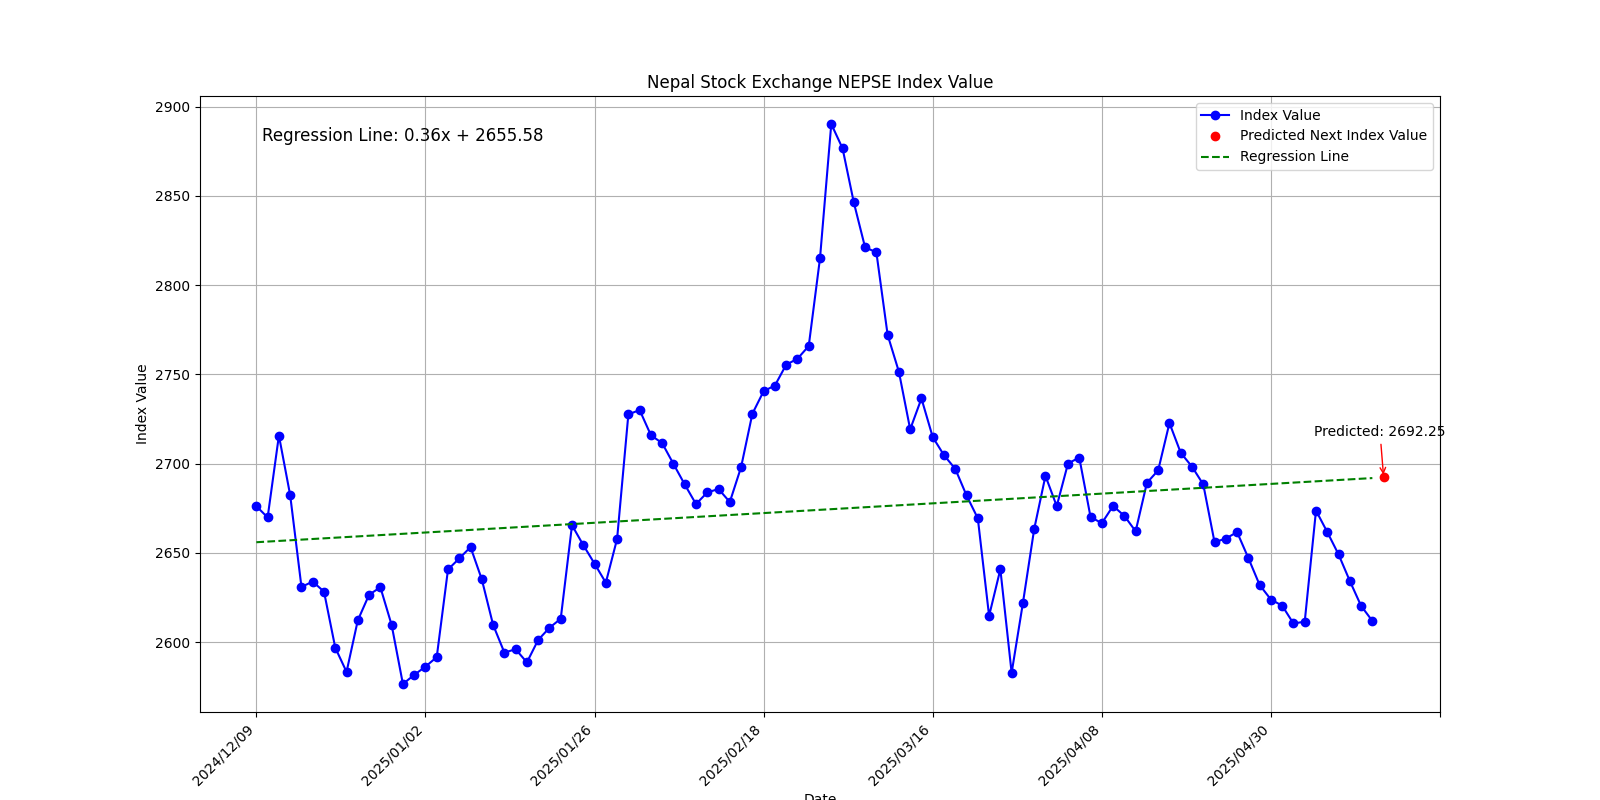 Nepal Stock Exchange NEPSE Index Value
Regression Line: 0.36x + 2655.58
Index Value
Predicted Next Index Value
Regression Line
Predicted: 2692.25
Index Value
2900
2850
2800
2750
2700
2650
2600
2024/12/09
2025/01/02
2025/01/26
2025/02/18
2025/03/16
2025/04/08
2025/04/30
Date